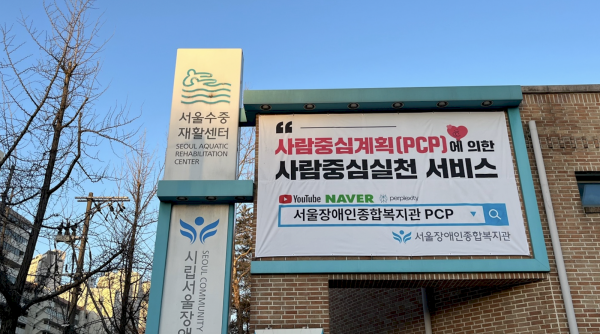 서울수중
재활센터
SEOUL AQUATIC
REHABILITATION
CENTER
시립서울장애
SEOUL COMMUNITY
“
사람중심계획(PCP)에 의한
사람중심실천 서비스
YouTube NAVER perplexity
서울장애인종합복지관 PCP
서울장애인종합복지관